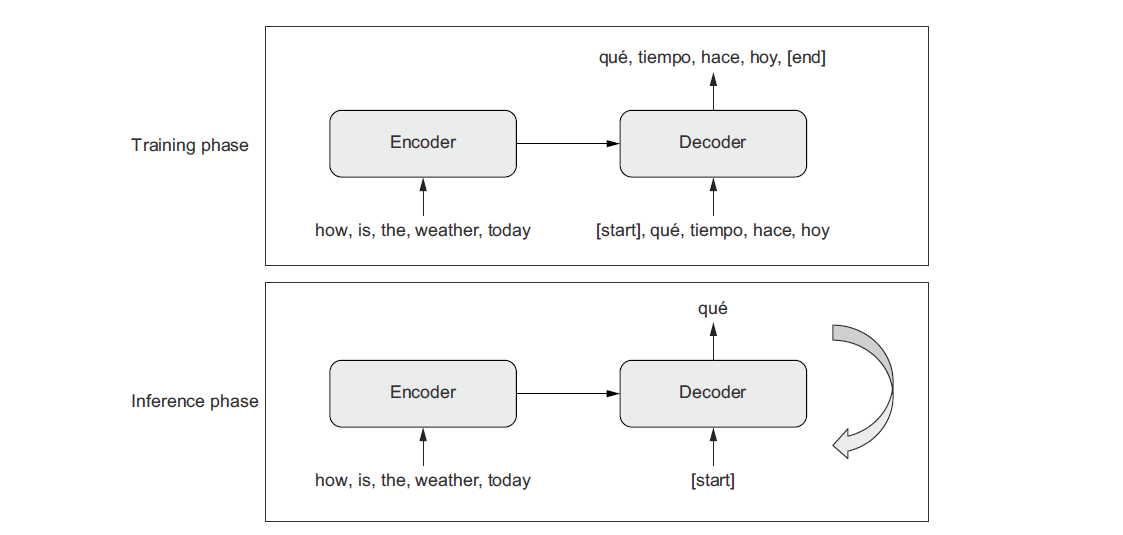 qué, tiempo, hace, hoy, [end]
Training phase
Encoder
Decoder
how, is, the, weather, today
[start], qué, tiempo, hace, hoy
qué
Inference phase
Encoder
Decoder
how, is, the, weather, today
[start]